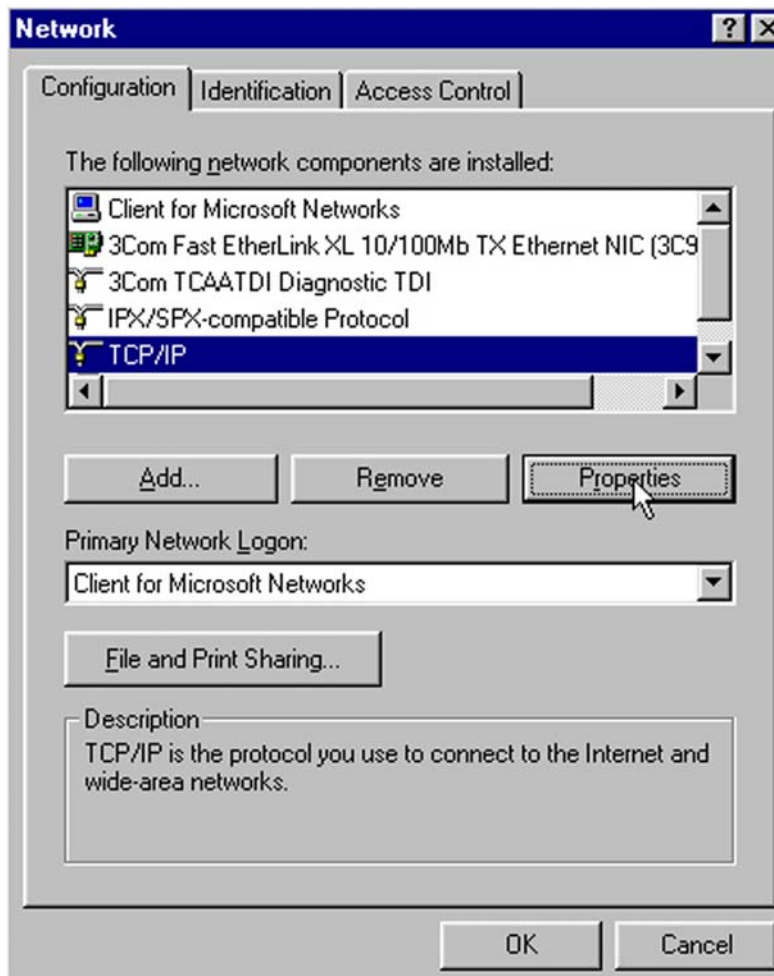 Network
Configuration Identification Access Control
The following network components are installed:
Client for Microsoft Networks
3Com Fast EtherLink XL 10/100Mb TX Ethernet NIC (3C9
3Com TCAATDI Diagnostic TDI
IPX/SPX-compatible Protocol
TCP/IP
Add... Remove Properties
Primary Network Logon:
Client for Microsoft Networks
File and Print Sharing...
Description
TCP/IP is the protocol you use to connect to the Internet and
wide-area networks.
OK Cancel